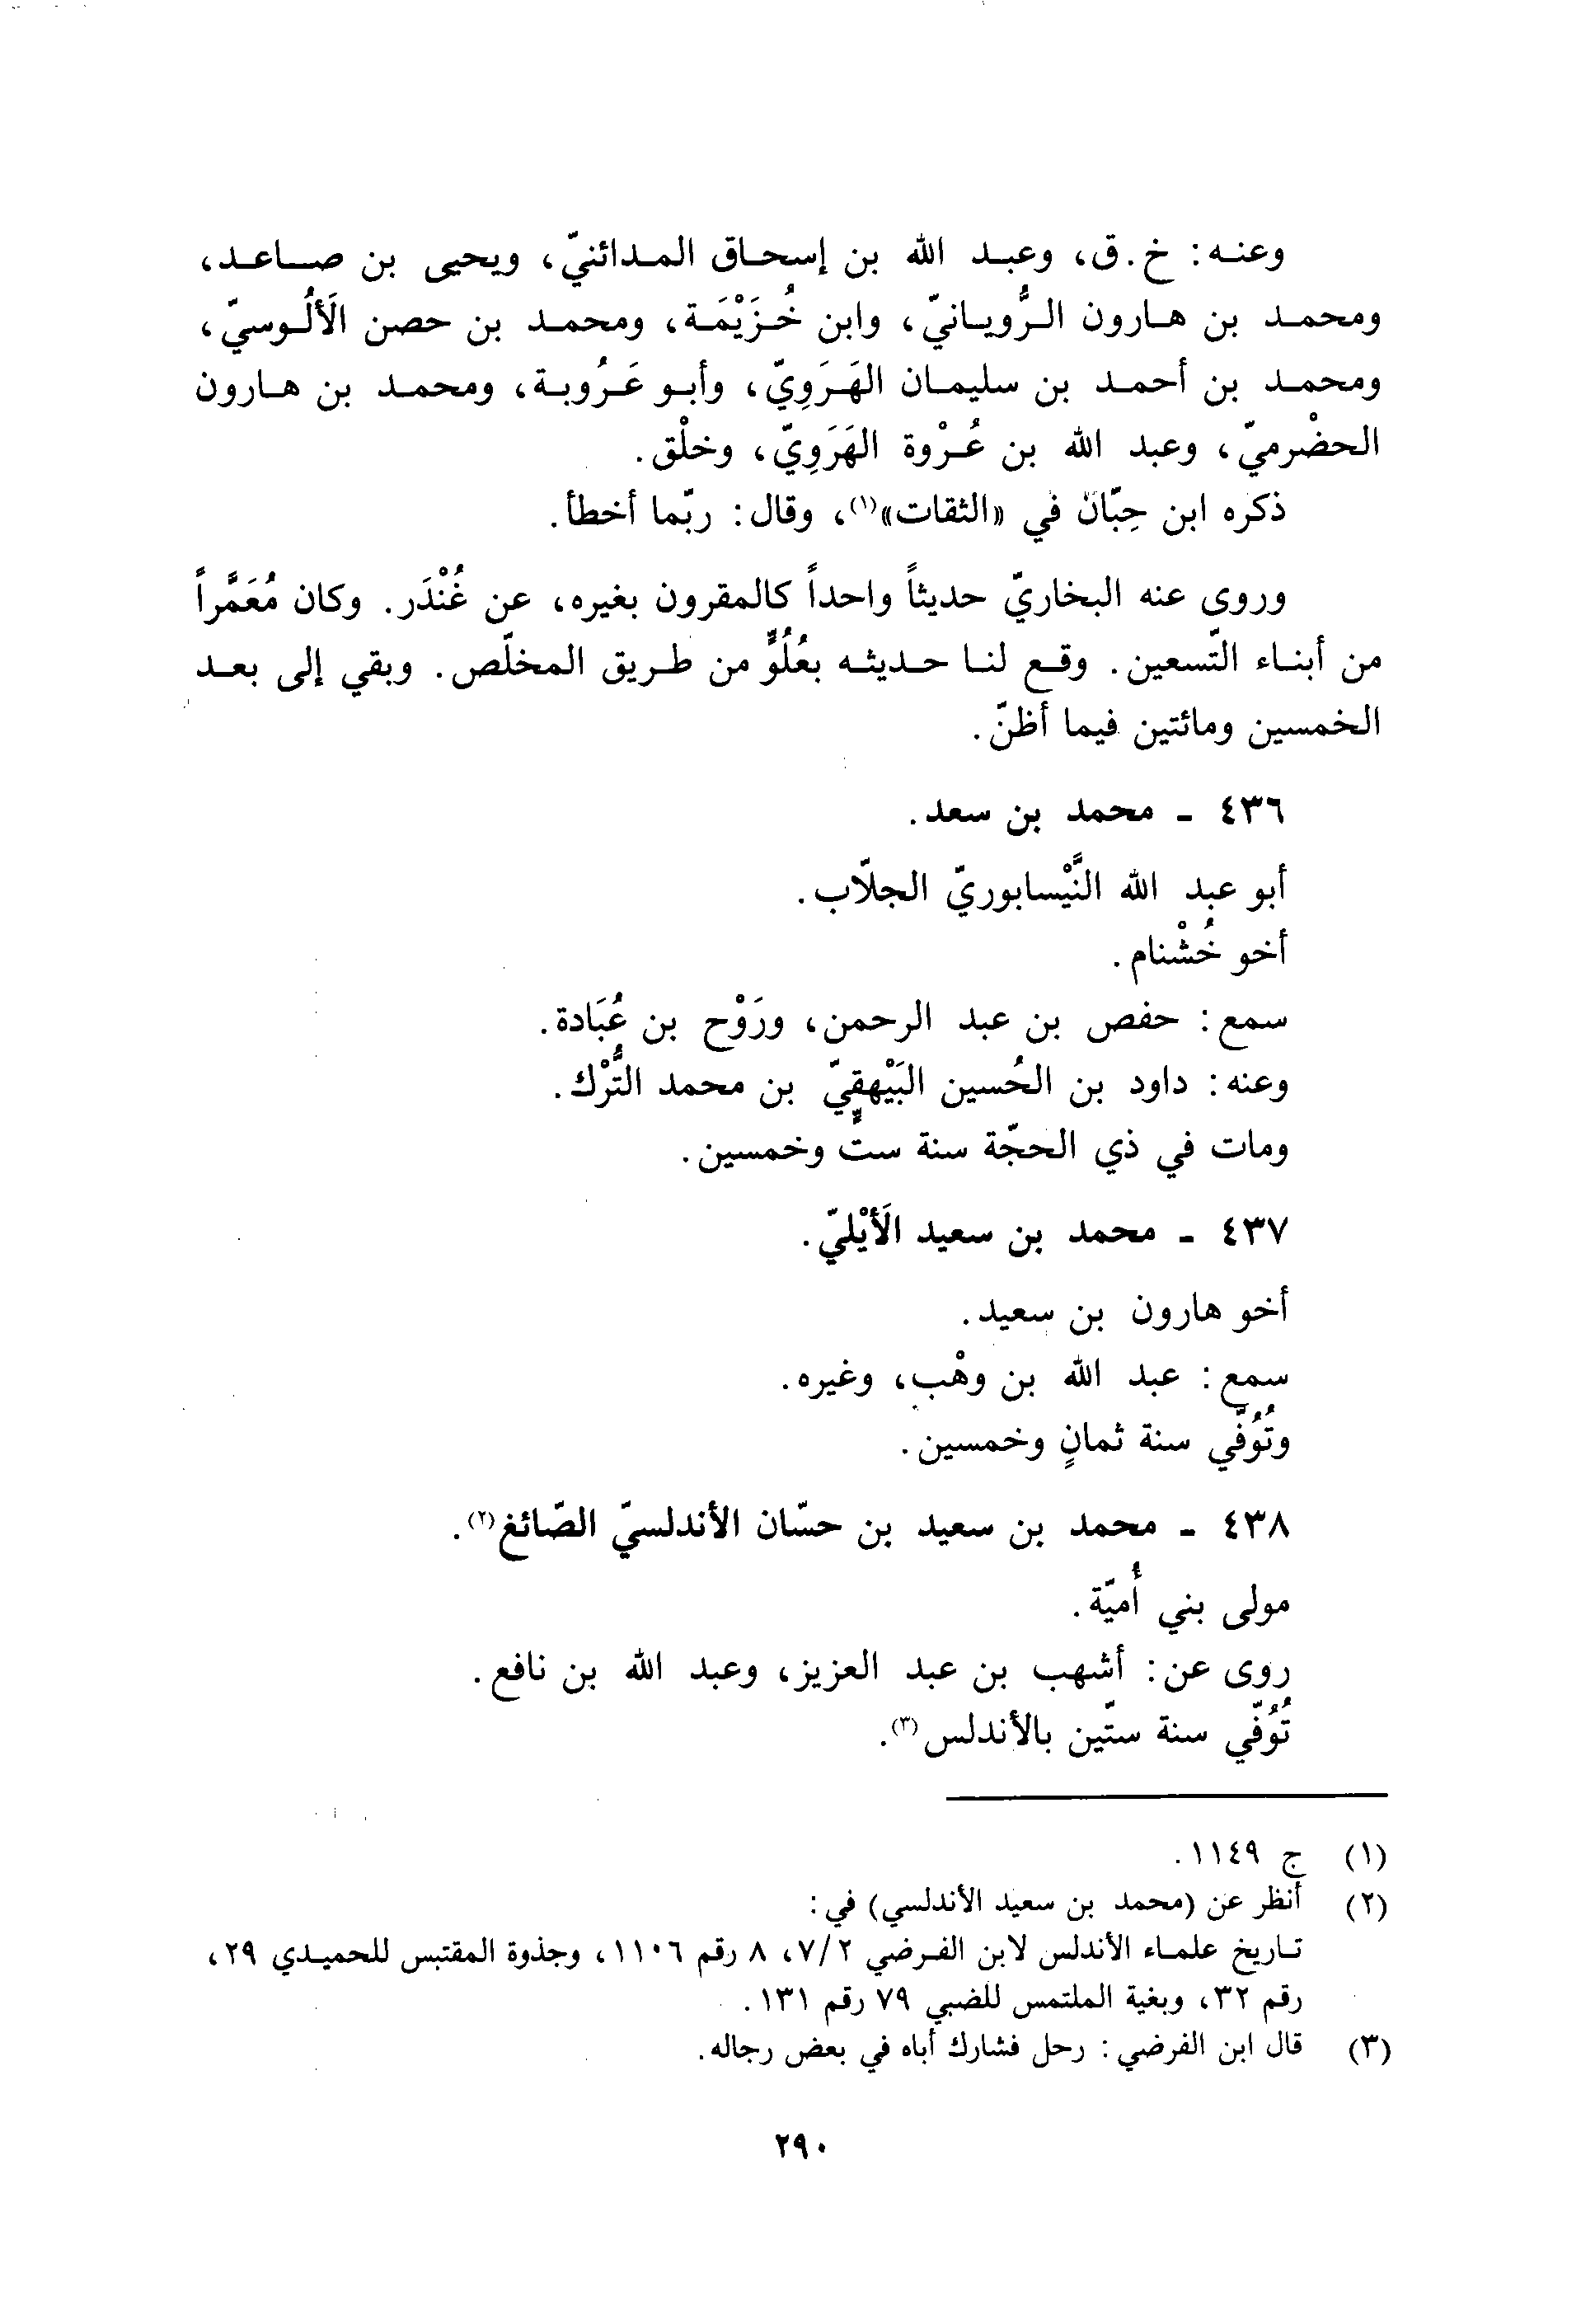 وعنه: خ. ق، وعبد الله بن إسحاق المدائنيّ، ويحيى بن صاعد،
ومحمد بن هارون الرُّويانيّ، وابن خُزَيْمَة، ومحمد بن حصن الَألُوسيّ،
ومحمد بن أحمد بن سليمان الهَرَوِيّ، وأبو عَرُوبة، ومحمد بن هارون
الحضْرميّ، وعبد الله بن عُرْوة الهَرَوِيّ، وخلْق.
ذكره ابن حِبّان في «الثقات»(١)، وقال: ربّما أخطأ.
وروى عنه البخاريّ حديثاً واحداً كالمقرون بغيره، عن غُنْدَر. وكان مُعَمَّراً
من أبناء التّسعين. وقع لنا حديثه بعُلُوٍّ من طريق المخلّص. وبقي إلى بعد
الخمسين ومائتين فيما أظنّ.
٤٣٦ - محمد بن سعد.
أبو عبد الله النَّيْسابوريّ الجلّاب.
أخو خُشْنام.
سمع: حفص بن عبد الرحمن، ورَوْح بن عُبَادة.
وعنه: داود بن الحُسين البَيْهقيّ بن محمد التُّرْك.
ومات في ذي الحجّة سنة ستٍّ وخمسين.
٤٣٧ - محمد بن سعيد الَأيْليّ.
أخو هارون بن سعيد.
سمع: عبد الله بن وهْب، وغيره.
وتُوُفّي سنة ثمانٍ وخمسين.
٤٣٨ - محمد بن سعيد بن حسّان الأندلسيّ الصّائغ(٢).
مولى بني أُميّة.
روى عن: أشهب بن عبد العزيز، وعبد الله بن نافع.
تُوُفّي سنة ستّين بالأندلس(٣).
(١) ج ١١٤٩.
(٢) أنظر عن (محمد بن سعيد الأندلسي) في:
تاريخ علماء الأندلس لابن الفرضي ٧/٢، ٨ رقم ١١٠٦، وجذوة المقتبس للحميدي ٢٩،
رقم ٣٢، وبغية الملتمس للضبي ٧٩ رقم ١٣١.
(٣) قال ابن الفرضي: رحل فشارك أباه في بعض رجاله.
٢٩٠